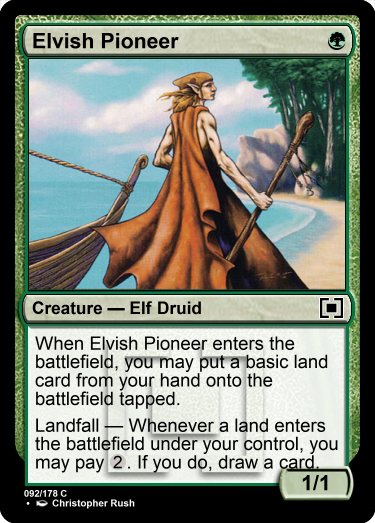 Elvish Pioneer
Creature — Elf Druid
When Elvish Pioneer enters the
battlefield, you may put a basic land
card from your hand onto the
battlefield tapped.
Landfall — Whenever a land enters
the battlefield under your control, you
may pay 2. If you do, draw a card.
1/1
092/178 C
• Christopher Rush